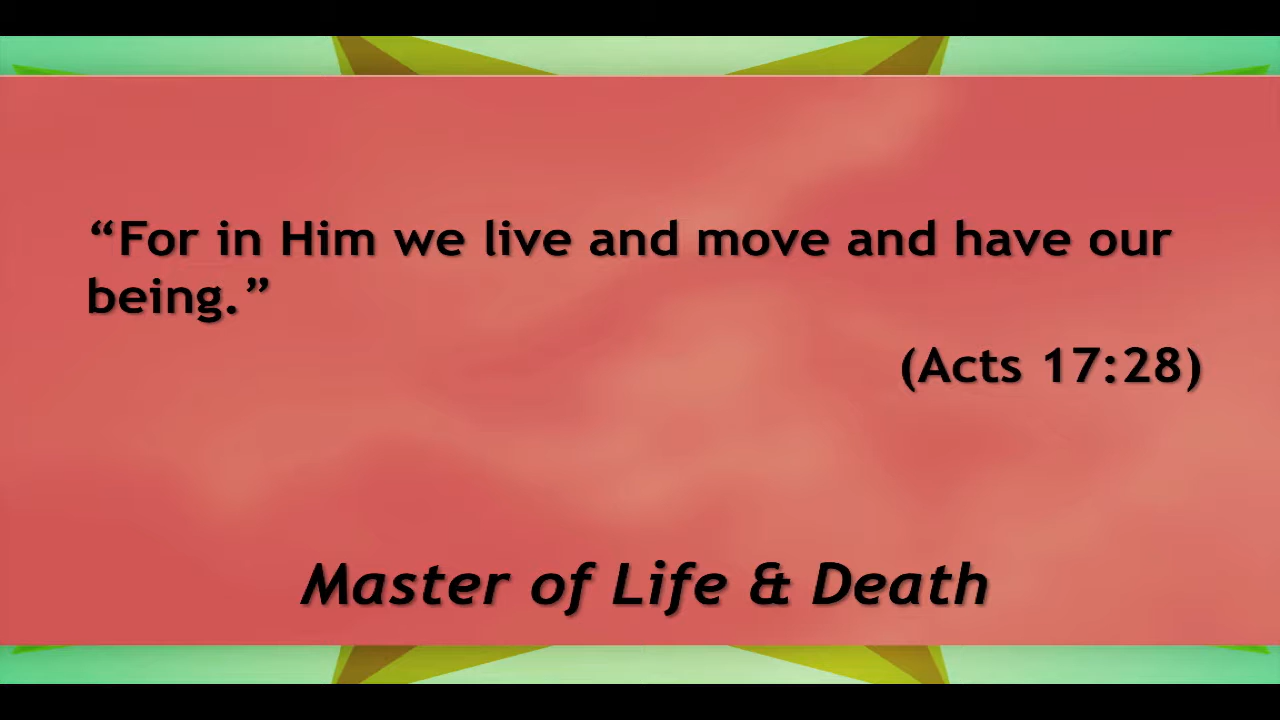 “For in Him we live and move and have our
being.”
(Acts 17:28)
Master of Life & Death